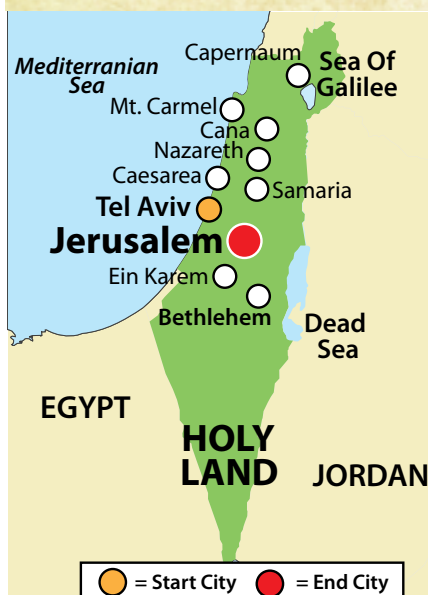 Capernaum
Mediterranian
Sea
Sea Of
Galilee
Mt. Carmel
Cana
Nazareth
Caesarea
Samaria
Tel Aviv
Jerusalem
Ein Karem
Bethlehem
Dead
Sea
EGYPT
HOLY
LAND
JORDAN
= Start City = End City